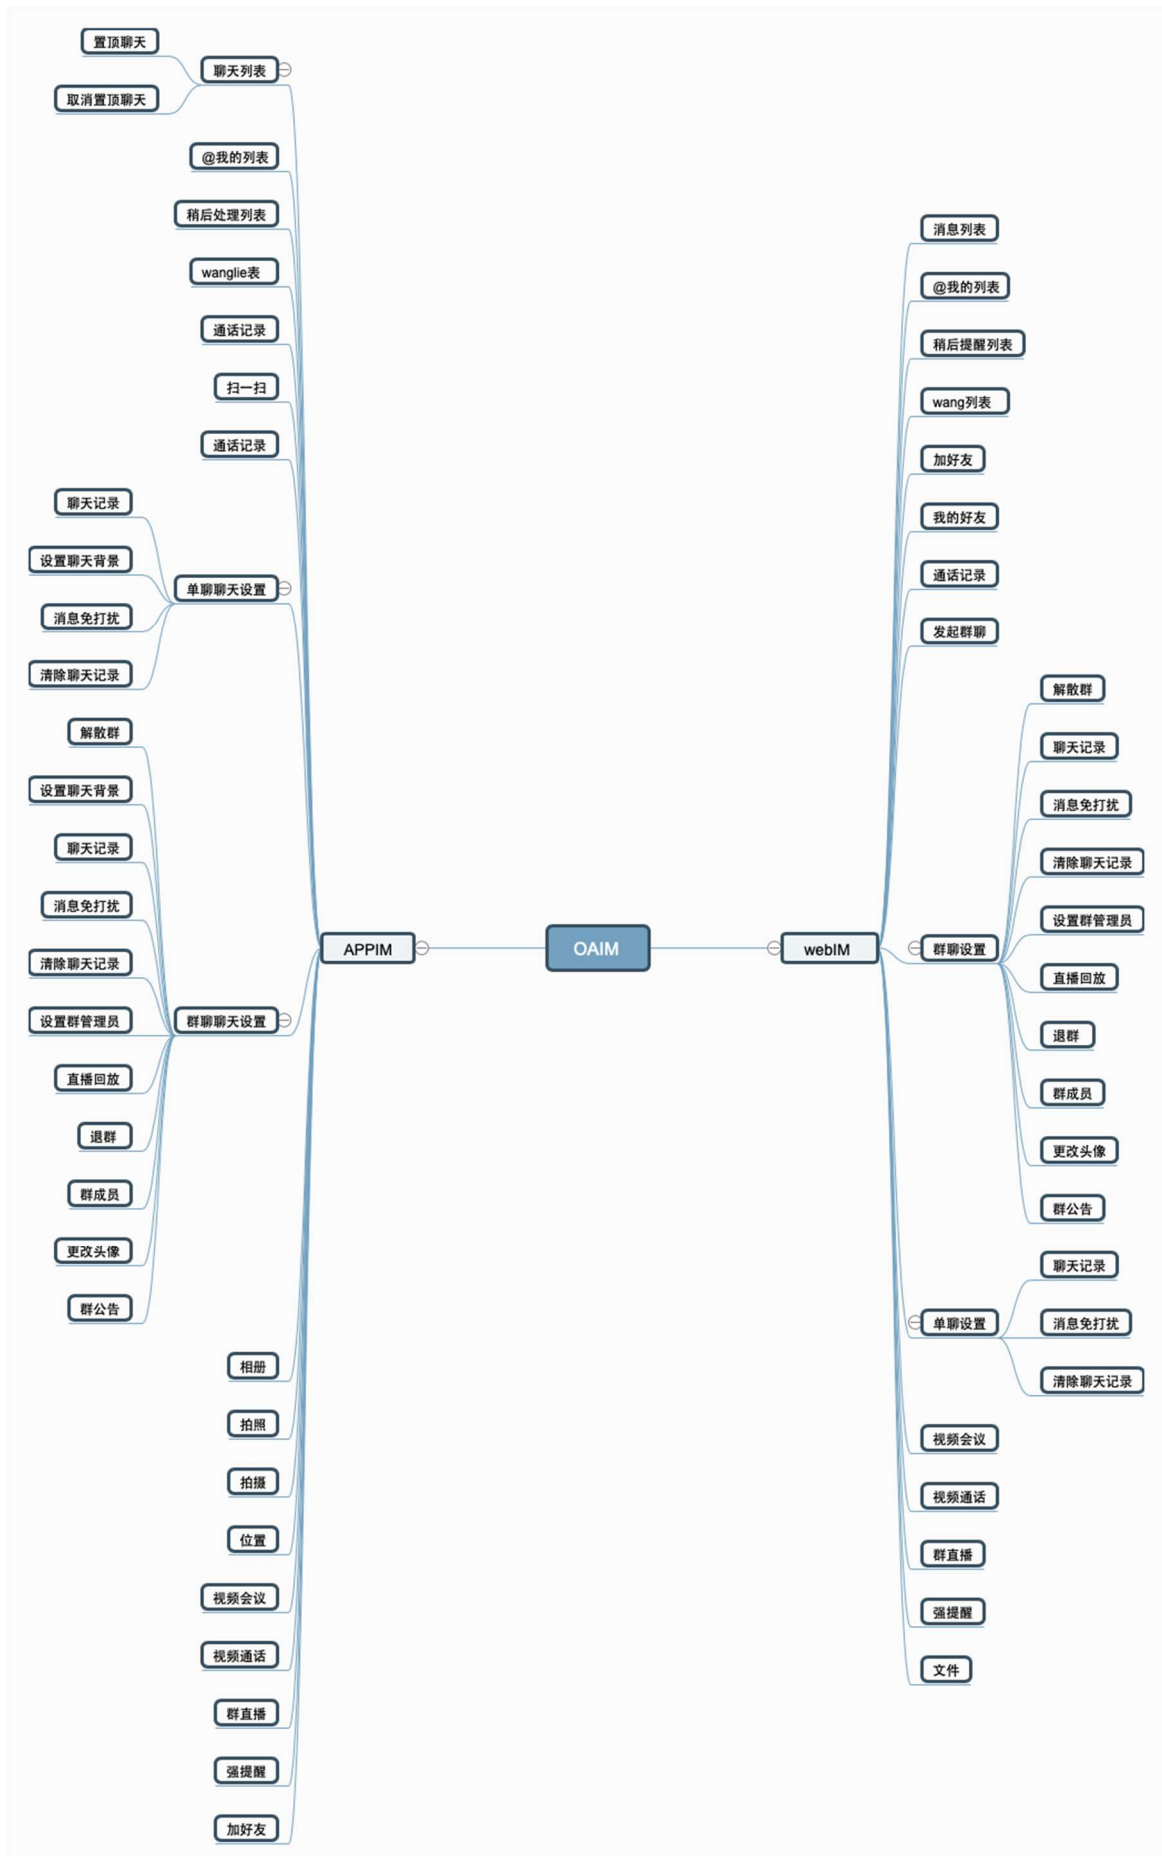 置顶聊天
聊天列表
取消置顶聊天
@我的列表
稍后处理列表
wanglie表
通话记录
扫一扫
通话记录
聊天记录
设置聊天背景
单聊聊天设置
消息免打扰
清除聊天记录
解散群
设置聊天背景
聊天记录
消息免打扰
APPIM
清除聊天记录
设置群管理员
群聊聊天设置
直播回放
退群
群成员
更改头像
群公告
相册
拍照
拍摄
位置
视频会议
视频通话
群直播
强提醒
加好友
OAIM
消息列表
@我的列表
稍后提醒列表
wang列表
加好友
我的好友
通话记录
发起群聊
解散群
聊天记录
消息免打扰
清除聊天记录
设置群管理员
webIM
群聊设置
直播回放
退群
群成员
更改头像
群公告
聊天记录
单聊设置
消息免打扰
清除聊天记录
视频会议
视频通话
群直播
强提醒
文件